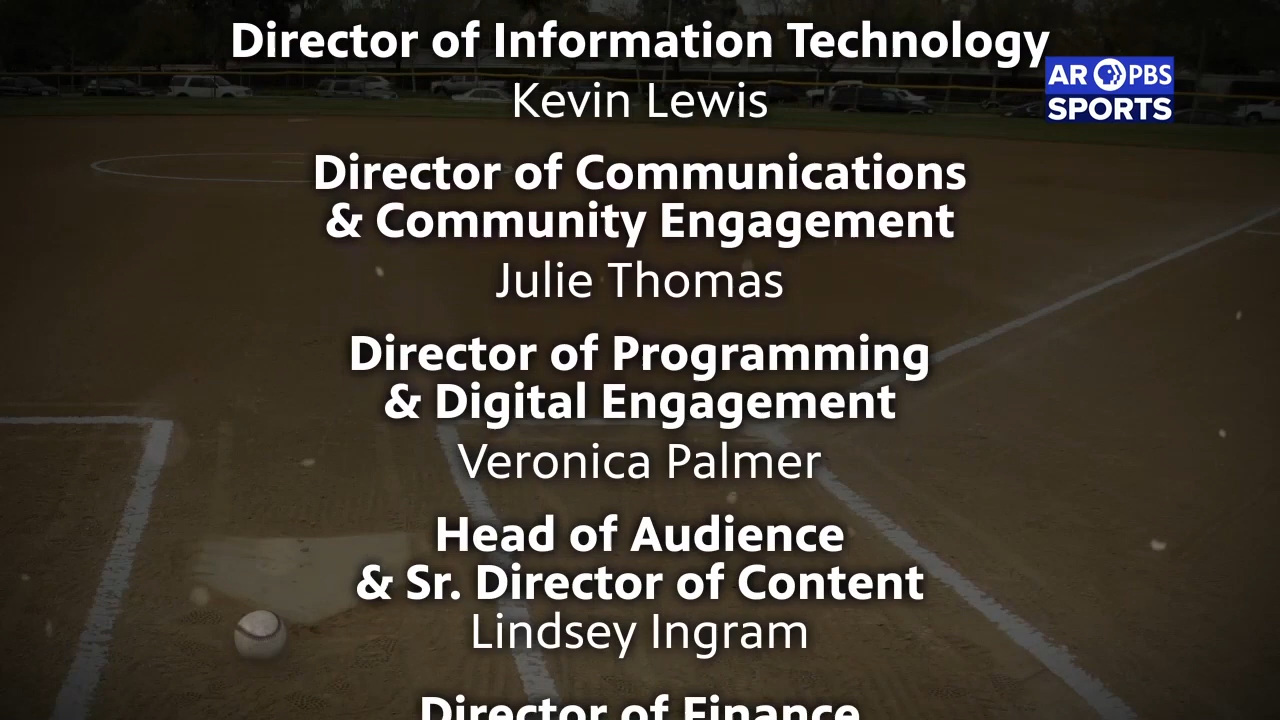 Director of Information Technology
Kevin Lewis
AR PBS
SPORTS
Director of Communications
& Community Engagement
Julie Thomas
Director of Programming
& Digital Engagement
Veronica Palmer
Head of Audience
& Sr. Director of Content
Lindsey Ingram
Director of Finance